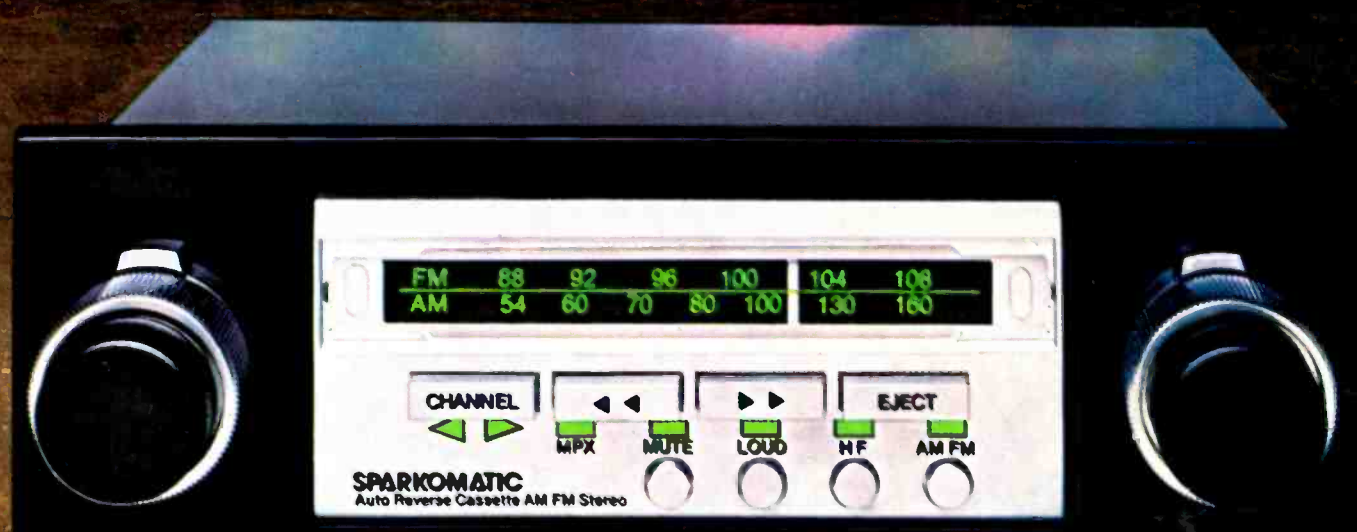 FM 88 92 96 100 104 108
AM 54 60 70 80 100 130 160
CHANNEL ◀◀ ▶▶ EJECT
MPX MUTE LOUD HF AM FM
SPARKOMATIC
Auto Reverse Cassette AM FM Stereo